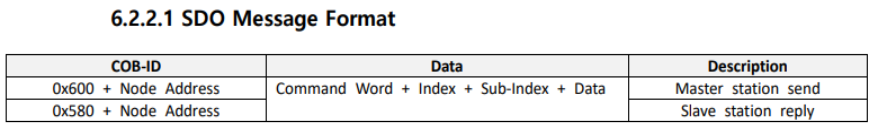 6.2.2.1 SDO Message Format
COB-ID Data Description
0x600 + Node Address Command Word + Index + Sub-Index + Data Master station send
0x580 + Node Address Slave station reply